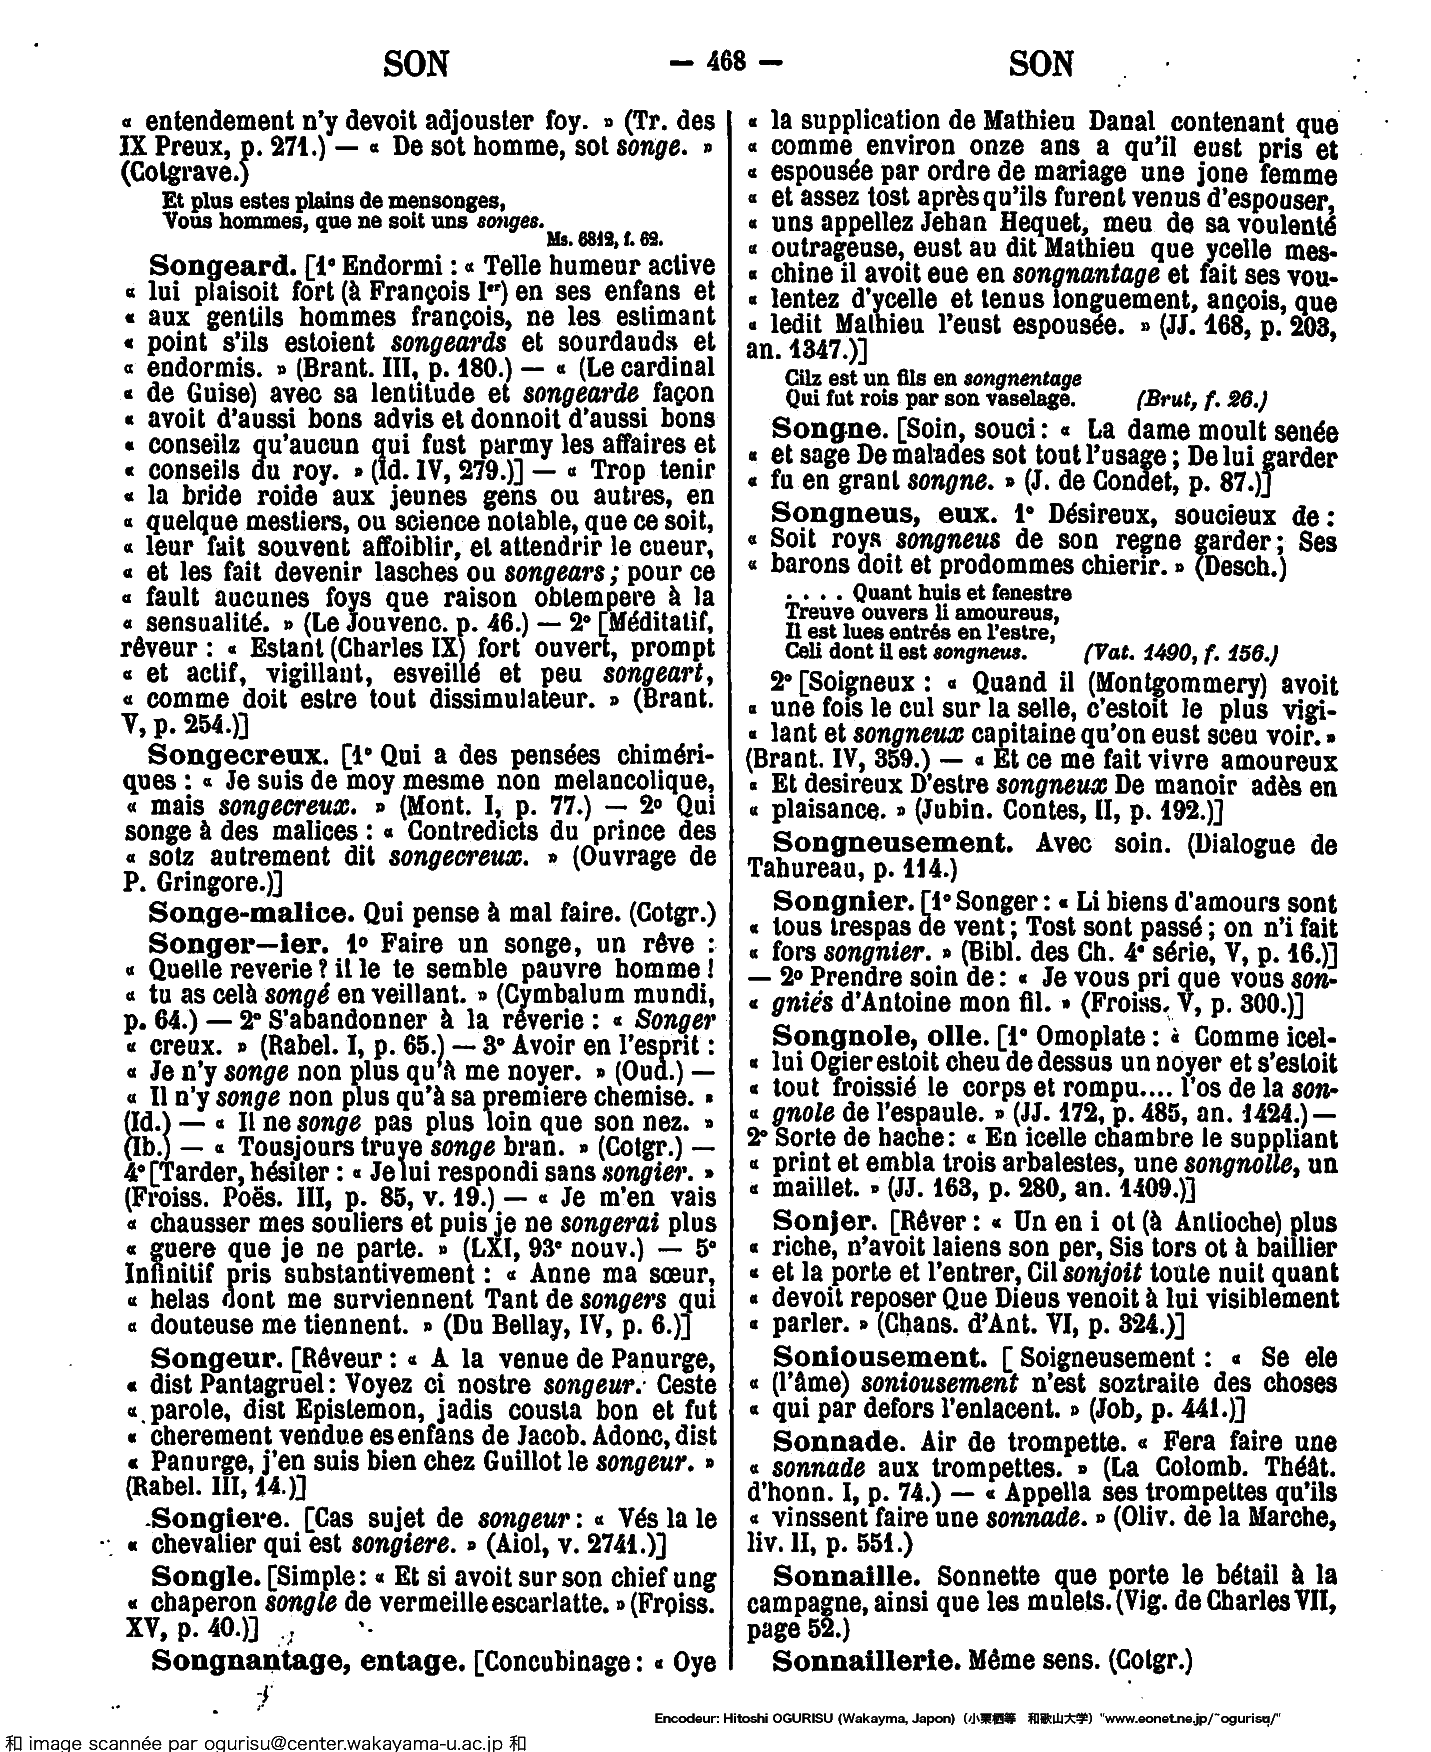 SON — 468 — SON
« entendement n'y devoit adjouster foy. » (Tr. des
IX Preux, p. 271.) — « De sot homme, sot songe. »
(Cotgrave.)
Et plus estes plains de mensonges,
Vous hommes, que ne soit uns songes.
Ms. 6812, f. 62.
Songeard. [1° Endormi : « Telle humeur active
« lui plaisoit fort (à François Ier) en ses enfans et
« aux gentils hommes françois, ne les estimant
« point s'ils estoient songeards et sourdauds et
« endormis. » (Brant. III, p. 180.) — « (Le cardinal
« de Guise) avec sa lentitude et songearde façon
« avoit d'aussi bons advis et donnoit d'aussi bons
« conseilz qu'aucun qui fust parmy les affaires et
« conseils du roy. » (Id. IV, 279.)] — « Trop tenir
« la bride roide aux jeunes gens ou autres, en
« quelque mestiers, ou science notable, que ce soit,
« leur fait souvent affoiblir, et attendrir le cueur,
« et les fait devenir lasches ou songears ; pour ce
« fault aucunes foys que raison obtempere à la
« sensualité. » (Le Jouvenc. p. 46.) — 2° [Méditatif,
rêveur : « Estant (Charles IX) fort ouvert, prompt
« et actif, vigillant, esveillé et peu songeart,
« comme doit estre tout dissimulateur. » (Brant.
V, p. 254.)]
Songecreux. [1° Qui a des pensées chiméri-
ques : « Je suis de moy mesme non melancolique,
« mais songecreux. » (Mont. I, p. 77.) — 2° Qui
songe à des malices : « Contredicts du prince des
« sotz autrement dit songecreux. » (Ouvrage de
P. Gringore.)]
Songe-malice. Qui pense à mal faire. (Cotgr.)
Songer—ier. 1° Faire un songe, un rêve :
« Quelle reverie ? il le te semble pauvre homme !
« tu as celà songé en veillant. » (Cymbalum mundi,
p. 64.) — 2° S'abandonner à la rêverie : « Songer
« creux. » (Rabel. I, p. 65.) — 3° Avoir en l'esprit :
« Je n'y songe non plus qu'à me noyer. » (Oud.) —
« Il n'y songe non plus qu'à sa premiere chemise. »
(Id.) — « Il ne songe pas plus loin que son nez. »
(Ib.) — « Tousjours truye songe bran. » (Cotgr.) —
4° [Tarder, hésiter : « Je lui respondi sans songier. »
(Froiss. Poës. III, p. 85, v. 19.) — « Je m'en vais
« chausser mes souliers et puis je ne songerai plus
« guere que je ne parte. » (LXI, 93e nouv.) — 5°
Infinitif pris substantivement : « Anne ma sœur,
« helas dont me surviennent Tant de songers qui
« douteuse me tiennent. » (Du Bellay, IV, p. 6.)]
Songeur. [Rêveur : « A la venue de Panurge,
« dist Pantagruel : Voyez ci nostre songeur. Ceste
« parole, dist Epistemon, jadis cousta bon et fut
« cherement vendue es enfans de Jacob. Adonc, dist
« Panurge, j'en suis bien chez Guillot le songeur. »
(Rabel. III, 14.)]
Songiere. [Cas sujet de songeur : « Vés la le
« chevalier qui est songiere. » (Aiol, v. 2741.)]
Songle. [Simple : « Et si avoit sur son chief ung
« chaperon songle de vermeille escarlatte. » (Froiss.
XV, p. 40.)]
Songnantage, entage. [Concubinage : « Oye
« la supplication de Mathieu Danal contenant que
« comme environ onze ans a qu'il eust pris et
« espousée par ordre de mariage une jone femme
« et assez tost après qu'ils furent venus d'espouser,
« uns appellez Jehan Hequet, meu de sa voulenté
« outrageuse, eust au dit Mathieu que ycelle mes-
« chine il avoit eue en songnantage et fait ses vou-
« lentez d'ycelle et tenus longuement, ançois, que
« ledit Mathieu l'eust espousée. » (JJ. 168, p. 203,
an. 1347.)]
Cilz est un fils en songnentage
Qui fut rois par son vaselage. (Brut, f. 26.)
Songne. [Soin, souci : « La dame moult senée
« et sage De malades sot tout l'usage ; De lui garder
« fu en grant songne. » (J. de Condet, p. 87.)]
Songneus, eux. 1° Désireux, soucieux de :
« Soit roys songneus de son regne garder ; Ses
« barons doit et prodommes chierir. » (Desch.)
. . . . Quant huis et fenestre
Treuve ouvers li amoureus,
Il est lues entrés en l'estre,
Celi dont il est songneus. (Vat. 1490, f. 156.)
2° [Soigneux : « Quand il (Montgommery) avoit
« une fois le cul sur la selle, c'estoit le plus vigi-
« lant et songneux capitaine qu'on eust sceu voir. »
(Brant. IV, 359.) — « Et ce me fait vivre amoureux
« Et desireux D'estre songneux De manoir adès en
« plaisance. » (Jubin. Contes, II, p. 192.)]
Songneusement. Avec soin. (Dialogue de
Tahureau, p. 114.)
Songnier. [1° Songer : « Li biens d'amours sont
« tous trespas de vent ; Tost sont passé ; on n'i fait
« fors songnier. » (Bibl. des Ch. 4e série, V, p. 16.)]
— 2° Prendre soin de : « Je vous pri que vous son-
« gniés d'Antoine mon fil. » (Froiss. V, p. 300.)]
Songnole, olle. [1° Omoplate : « Comme icel-
« lui Ogier estoit cheu de dessus un noyer et s'estoit
« tout froissié le corps et rompu.... l'os de la son-
« gnole de l'espaule. » (JJ. 172, p. 485, an. 1424.) —
2° Sorte de hache : « En icelle chambre le suppliant
« print et embla trois arbalestes, une songnolle, un
« maillet. » (JJ. 163, p. 280, an. 1409.)]
Sonjer. [Rêver : « Un en i ot (à Antioche) plus
« riche, n'avoit laiens son per, Sis tors ot à baillier
« et la porte et l'entrer, Cil sonjoit toute nuit quant
« devoit reposer Que Dieus venoit à lui visiblement
« parler. » (Chans. d'Ant. VI, p. 324.)]
Soniousement. [ Soigneusement : « Se ele
« (l'âme) soniousement n'est soztraite des choses
« qui par defors l'enlacent. » (Job, p. 441.)]
Sonnade. Air de trompette. « Fera faire une
« sonnade aux trompettes. » (La Colomb. Théât.
d'honn. I, p. 74.) — « Appella ses trompettes qu'ils
« vinssent faire une sonnade. » (Oliv. de la Marche,
liv. II, p. 551.)
Sonnaille. Sonnette que porte le bétail à la
campagne, ainsi que les mulets. (Vig. de Charles VII,
page 52.)
Sonnaillerie. Même sens. (Cotgr.)
Encodeur: Hitoshi OGURISU (Wakayma, Japon) (小栗栖等 和歌山大学) "www.eonet.ne.jp/~ogurisu/"
和 image scannée par ogurisu@center.wakayama-u.ac.jp 和